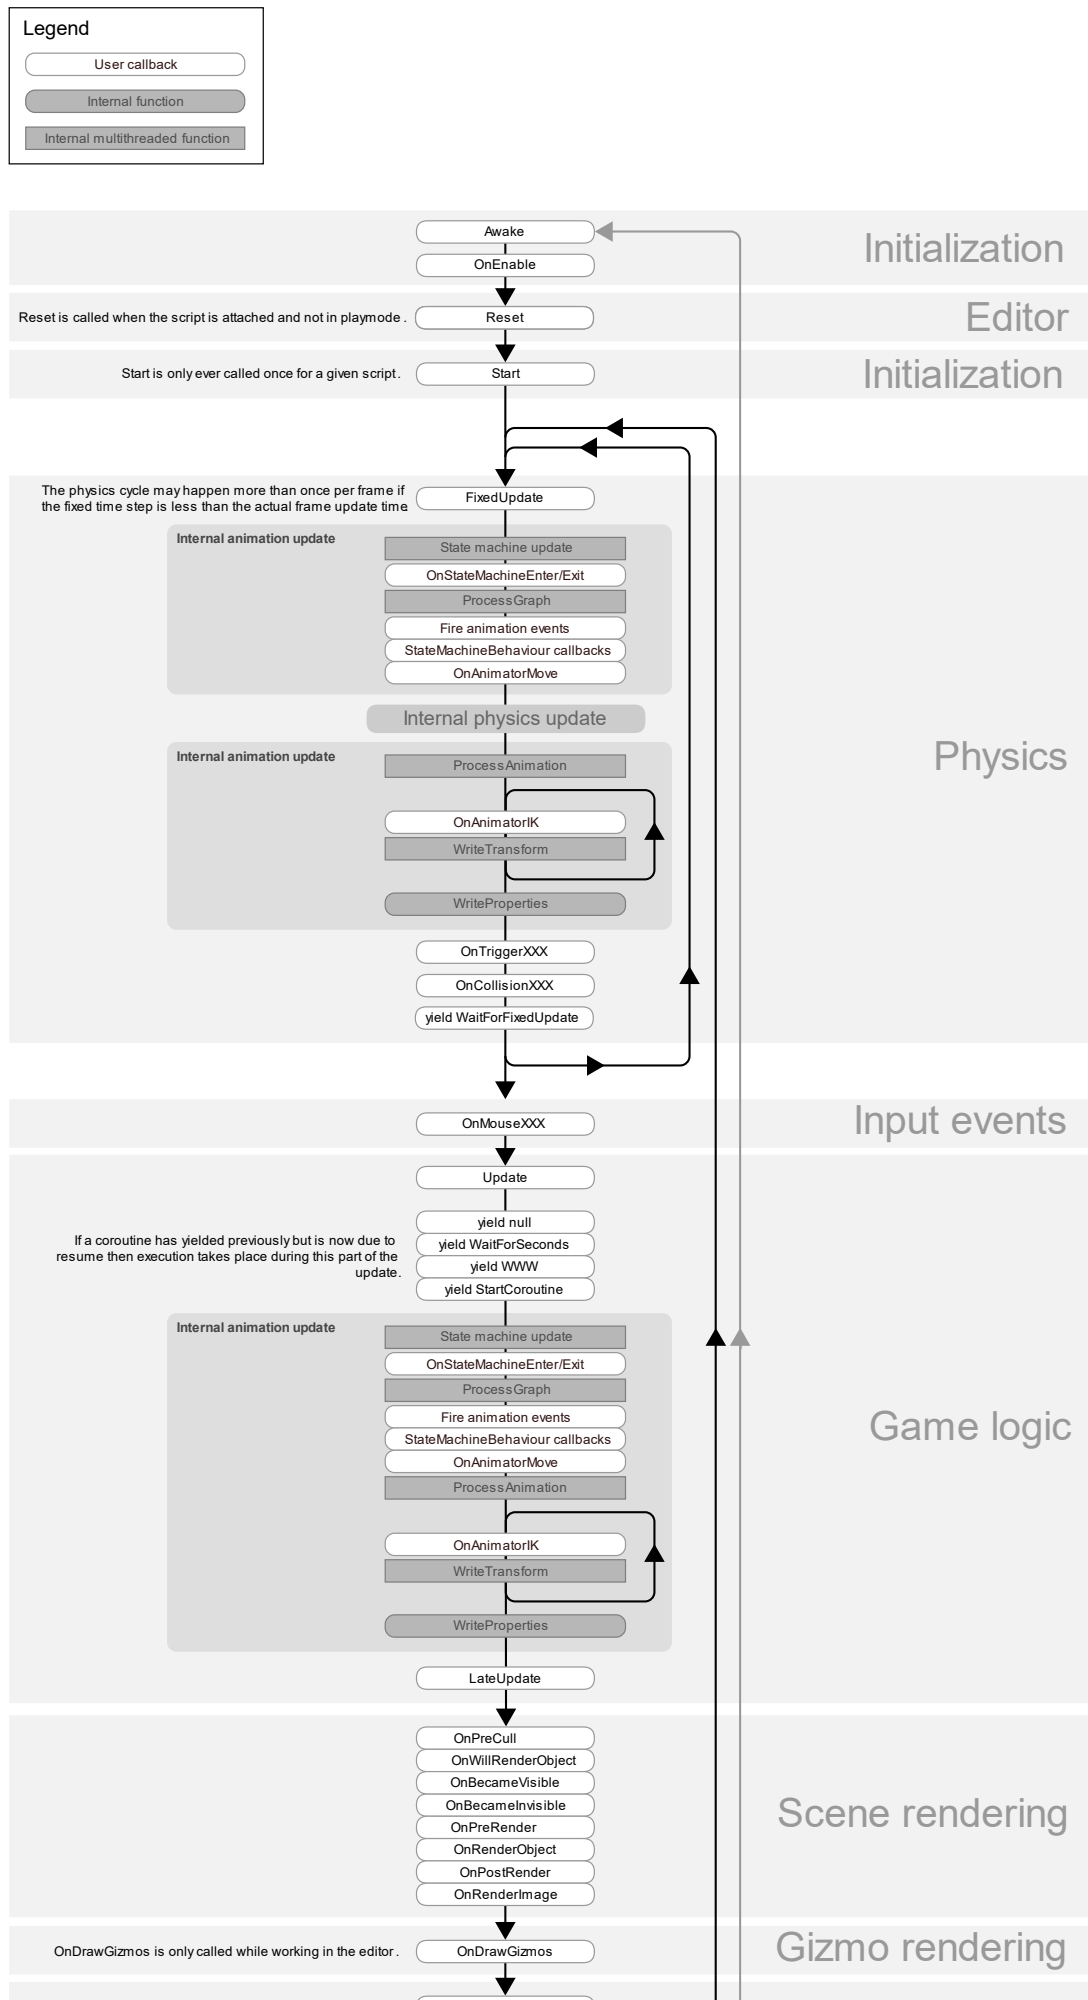 Legend
User callback
Internal function
Internal multithreaded function
Awake
Initialization
OnEnable
Reset is called when the script is attached and not in playmode.
Reset
Editor
Start is only ever called once for a given script.
Start
Initialization
The physics cycle may happen more than once per frame if
the fixed time step is less than the actual frame update time.
FixedUpdate
Internal animation update
State machine update
OnStateMachineEnter/Exit
ProcessGraph
Fire animation events
StateMachineBehaviour callbacks
OnAnimatorMove
Internal physics update
Physics
Internal animation update
ProcessAnimation
OnAnimatorIK
WriteTransform
WriteProperties
OnTriggerXXX
OnCollisionXXX
yield WaitForFixedUpdate
OnMouseXXX
Input events
Update
yield null
If a coroutine has yielded previously but is now due to
resume then execution takes place during this part of the
update.
yield WaitForSeconds
yield WWW
yield StartCoroutine
Internal animation update
State machine update
OnStateMachineEnter/Exit
ProcessGraph
Fire animation events
Game logic
StateMachineBehaviour callbacks
OnAnimatorMove
ProcessAnimation
OnAnimatorIK
WriteTransform
WriteProperties
LateUpdate
OnPreCull
OnWillRenderObject
OnBecameVisible
OnBecameInvisible
Scene rendering
OnPreRender
OnRenderObject
OnPostRender
OnRenderImage
OnDrawGizmos is only called while working in the editor.
OnDrawGizmos
Gizmo rendering